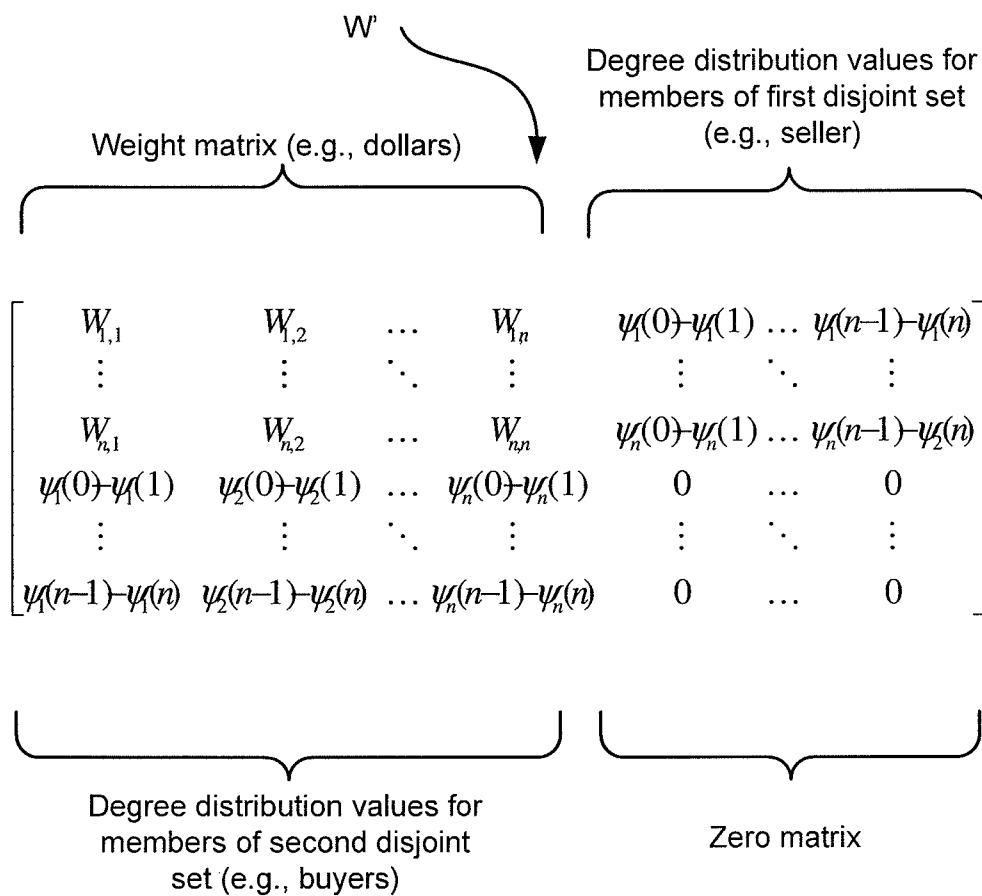 W'
Degree distribution values for
members of first disjoint set
(e.g., seller)
Weight matrix (e.g., dollars)
W1,1 W1,2 … W1,n ψ1(0)-ψ1(1) … ψ1(n-1)-ψ1(n)
⋮ ⋮ ⋱ ⋮ ⋮ ⋱ ⋮
Wn,1 Wn,2 … Wn,n ψn(0)-ψn(1) … ψn(n-1)-ψ2(n)
ψ1(0)-ψ1(1) ψ2(0)-ψ2(1) … ψn(0)-ψn(1) 0 … 0
⋮ ⋮ ⋱ ⋮ ⋮ ⋱ ⋮
ψ1(n-1)-ψ1(n) ψ2(n-1)-ψ2(n) … ψn(n-1)-ψn(n) 0 … 0
Degree distribution values for
members of second disjoint
set (e.g., buyers)
Zero matrix